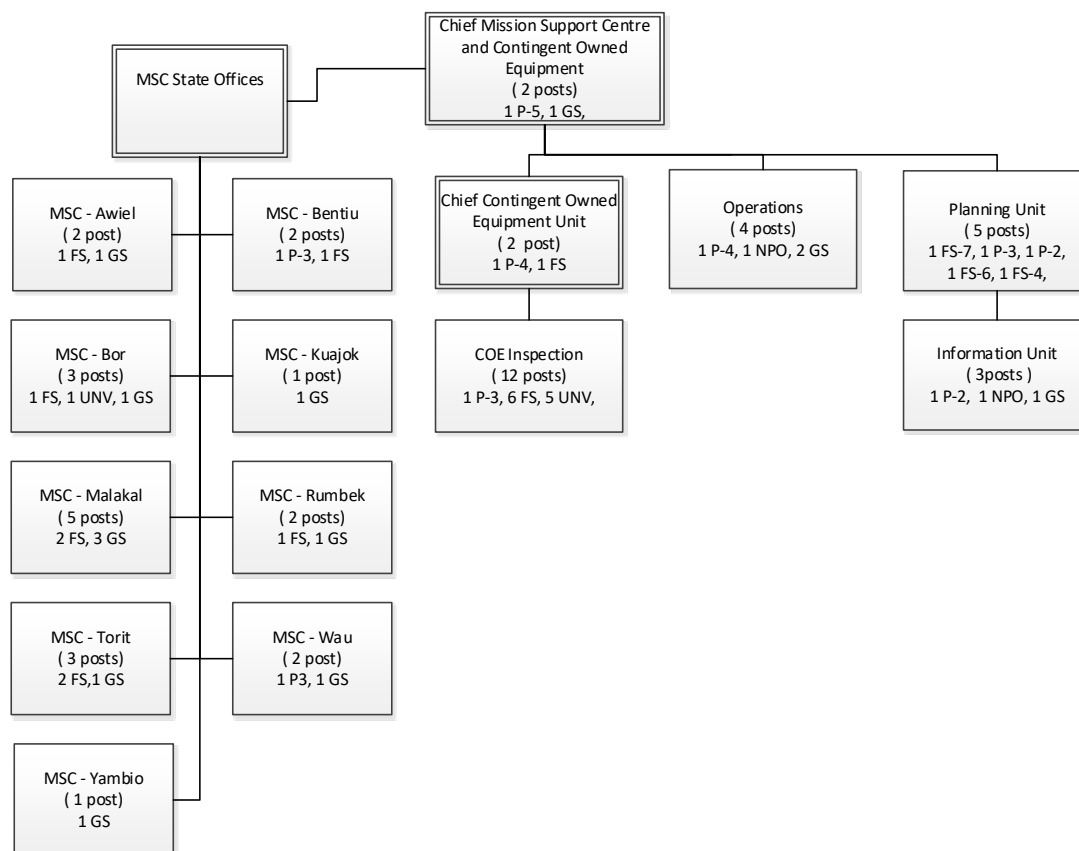 Chief Mission Support Centre
and Contingent Owned
Equipment
( 2 posts)
1 P-5, 1 GS,
MSC State Offices
MSC - Awiel
( 2 post)
1 FS, 1 GS
MSC - Bentiu
( 2 posts)
1 P-3, 1 FS
Chief Contingent Owned
Equipment Unit
( 2  post)
1 P-4, 1 FS
Operations
( 4 posts)
1 P-4, 1 NPO, 2 GS
Planning Unit
( 5 posts)
1 FS-7, 1 P-3, 1 P-2,
1 FS-6, 1 FS-4,
MSC - Bor
( 3 posts)
1 FS, 1 UNV, 1 GS
MSC - Kuajok
( 1 post)
1 GS
COE Inspection
( 12 posts)
1 P-3, 6 FS, 5 UNV,
Information Unit
( 3posts )
1 P-2,  1 NPO, 1 GS
MSC - Malakal
( 5 posts)
2 FS, 3 GS
MSC - Rumbek
( 2 posts)
1 FS, 1 GS
MSC - Torit
( 3 posts)
2 FS,1 GS
MSC - Wau
( 2 post)
1 P3, 1 GS
MSC - Yambio
( 1 post)
1 GS